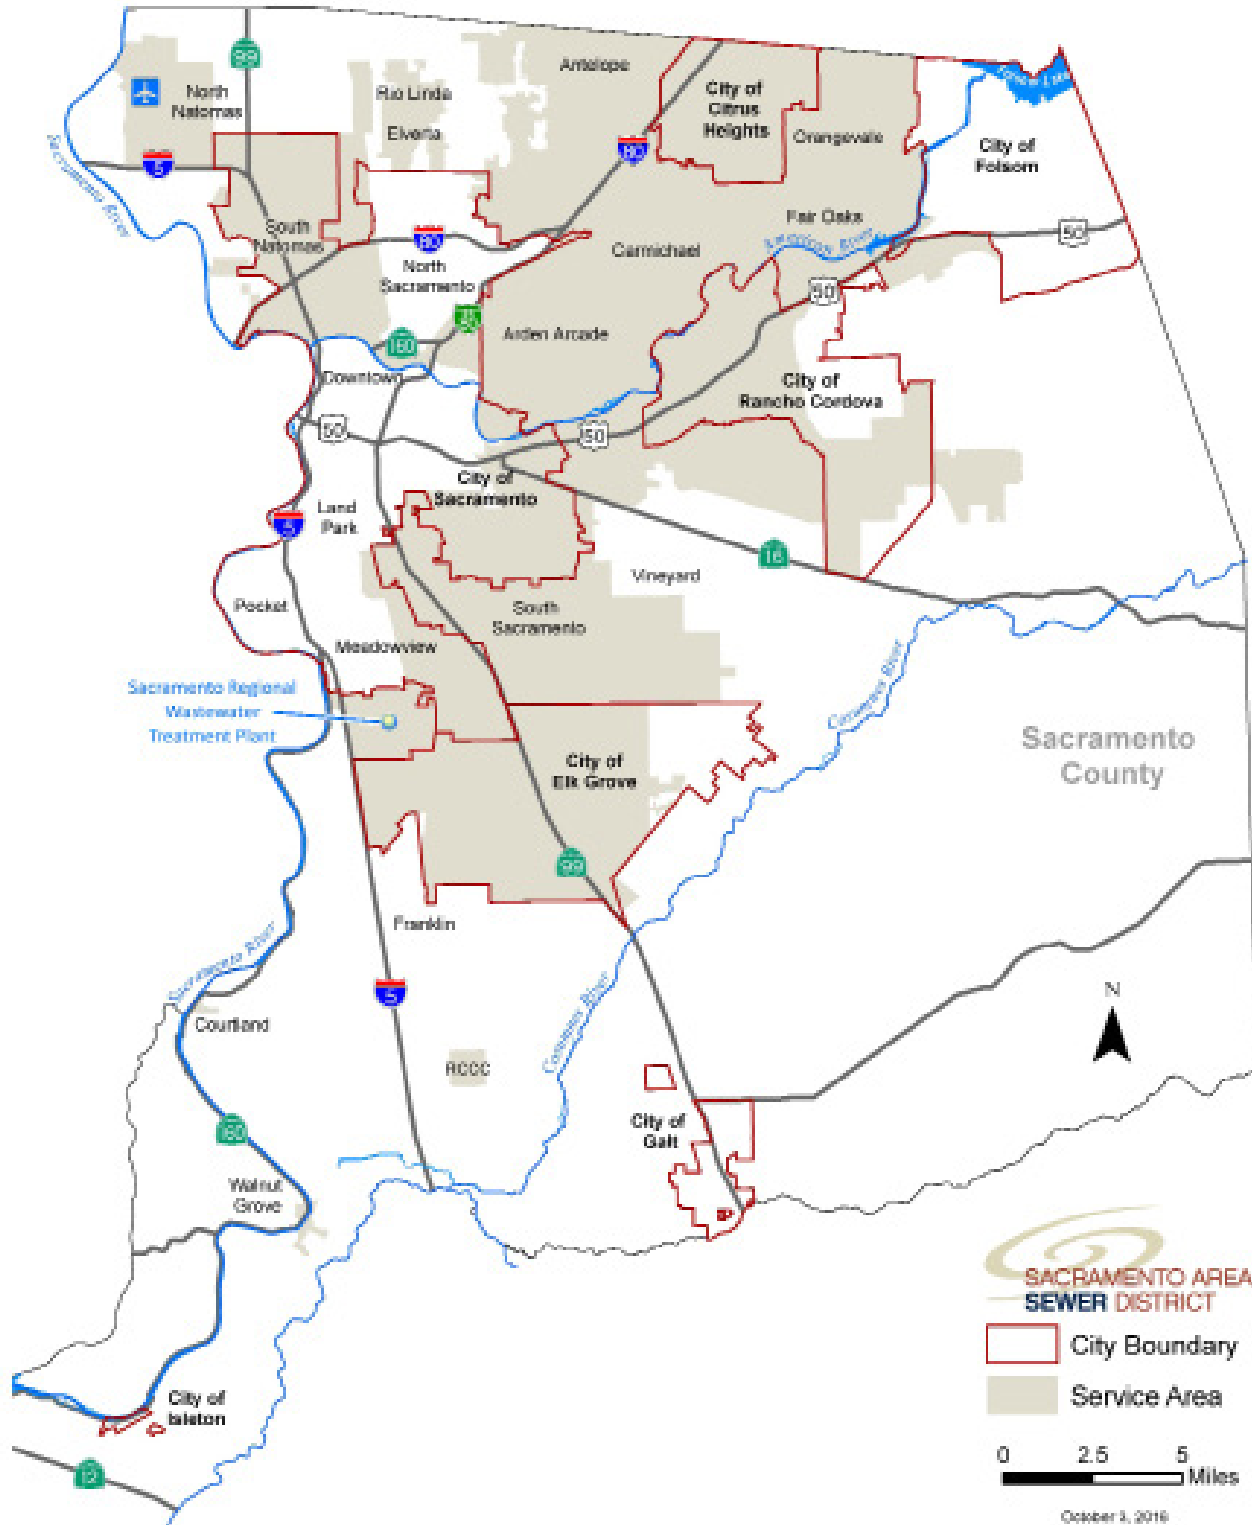 99
Antelope
North
Natomas
Rio Linda
City of
Citrus
Heights
Elverta
Orangevale
80
City of
Folsom
5
Sacramento River
South
Natomas
Fair Oaks
American River
50
80
Carmichael
North
Sacramento
50
Arden Arcade
160
Downtown
City of
Rancho Cordova
50
50
City of
Sacramento
Land
Park
5
16
Vineyard
Pocket
South
Sacramento
Meadowview
Cosumnes River
Sacramento Regional
Wastewater
Treatment Plant
Sacramento
County
City of
Elk Grove
99
Franklin
Sacramento River
5
Cosumnes River
N
Courtland
RCCC
160
City of
Galt
Walnut
Grove
SACRAMENTO AREA
SEWER DISTRICT
City Boundary
Service Area
City of
Isleton
0 2.5 5
Miles
12
October 3, 2016